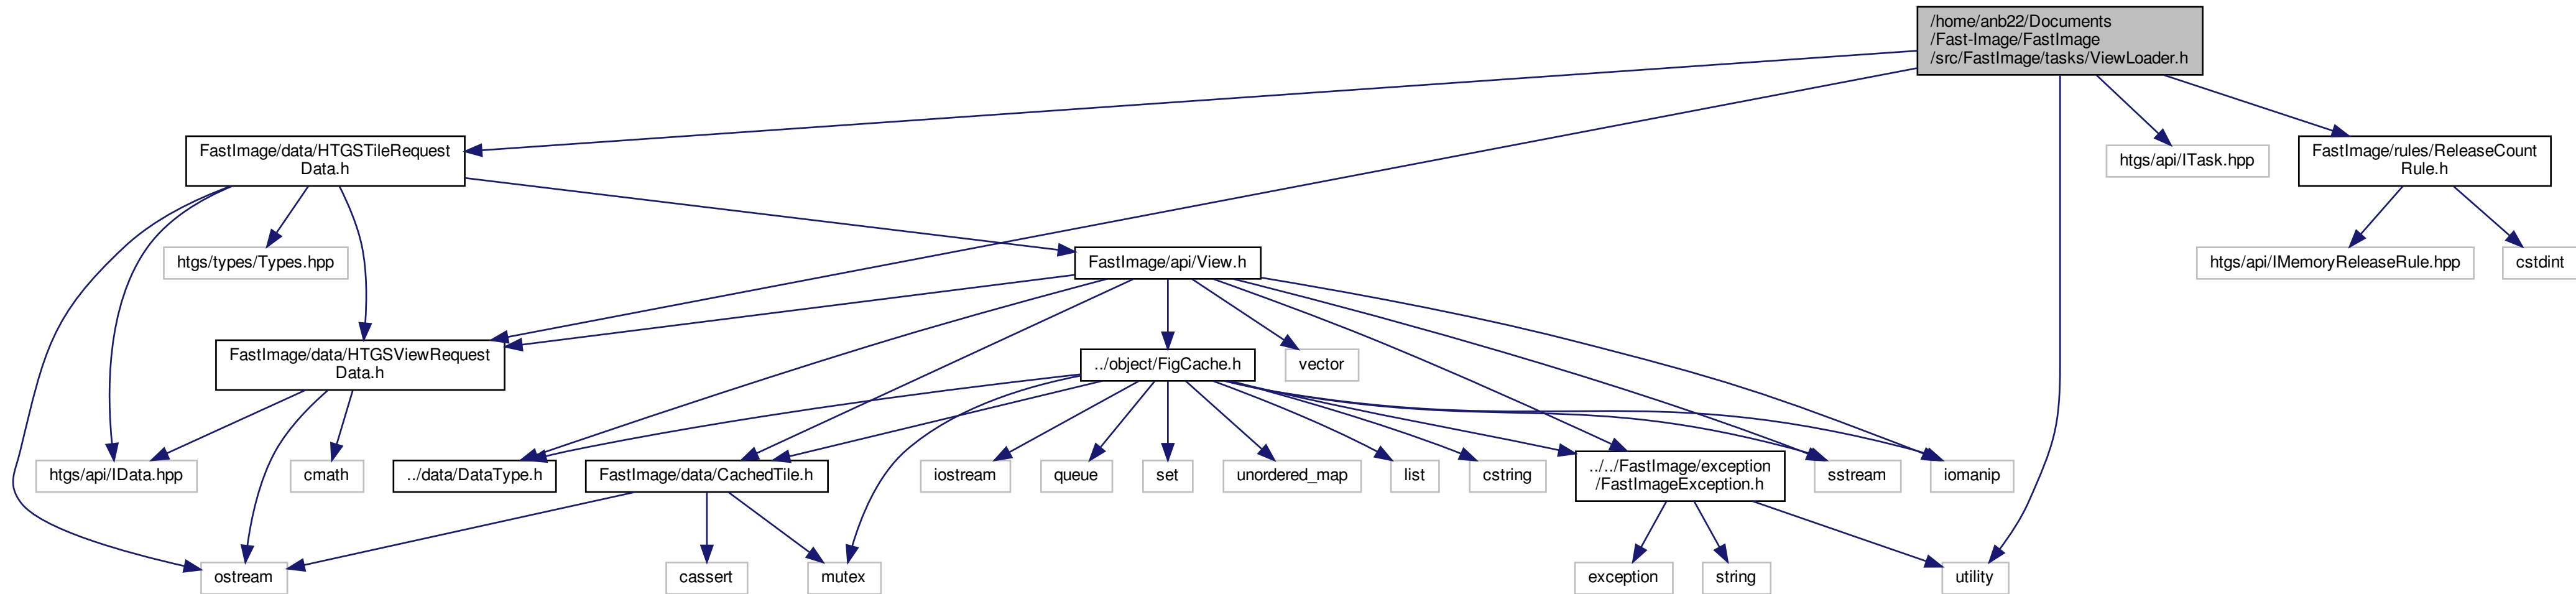 /home/anb22/Documents
/Fast-Image/FastImage
/src/FastImage/tasks/ViewLoader.h
FastImage/data/HTGSTileRequest
Data.h
htgs/api/ITask.hpp
FastImage/rules/ReleaseCount
Rule.h
htgs/types/Types.hpp
FastImage/api/View.h
htgs/api/IMemoryReleaseRule.hpp
cstdint
FastImage/data/HTGSViewRequest
Data.h
../object/FigCache.h
vector
htgs/api/IData.hpp
cmath
../data/DataType.h
FastImage/data/CachedTile.h
iostream
queue
set
unordered_map
list
cstring
../../FastImage/exception
/FastImageException.h
sstream
iomanip
ostream
cassert
mutex
exception
string
utility